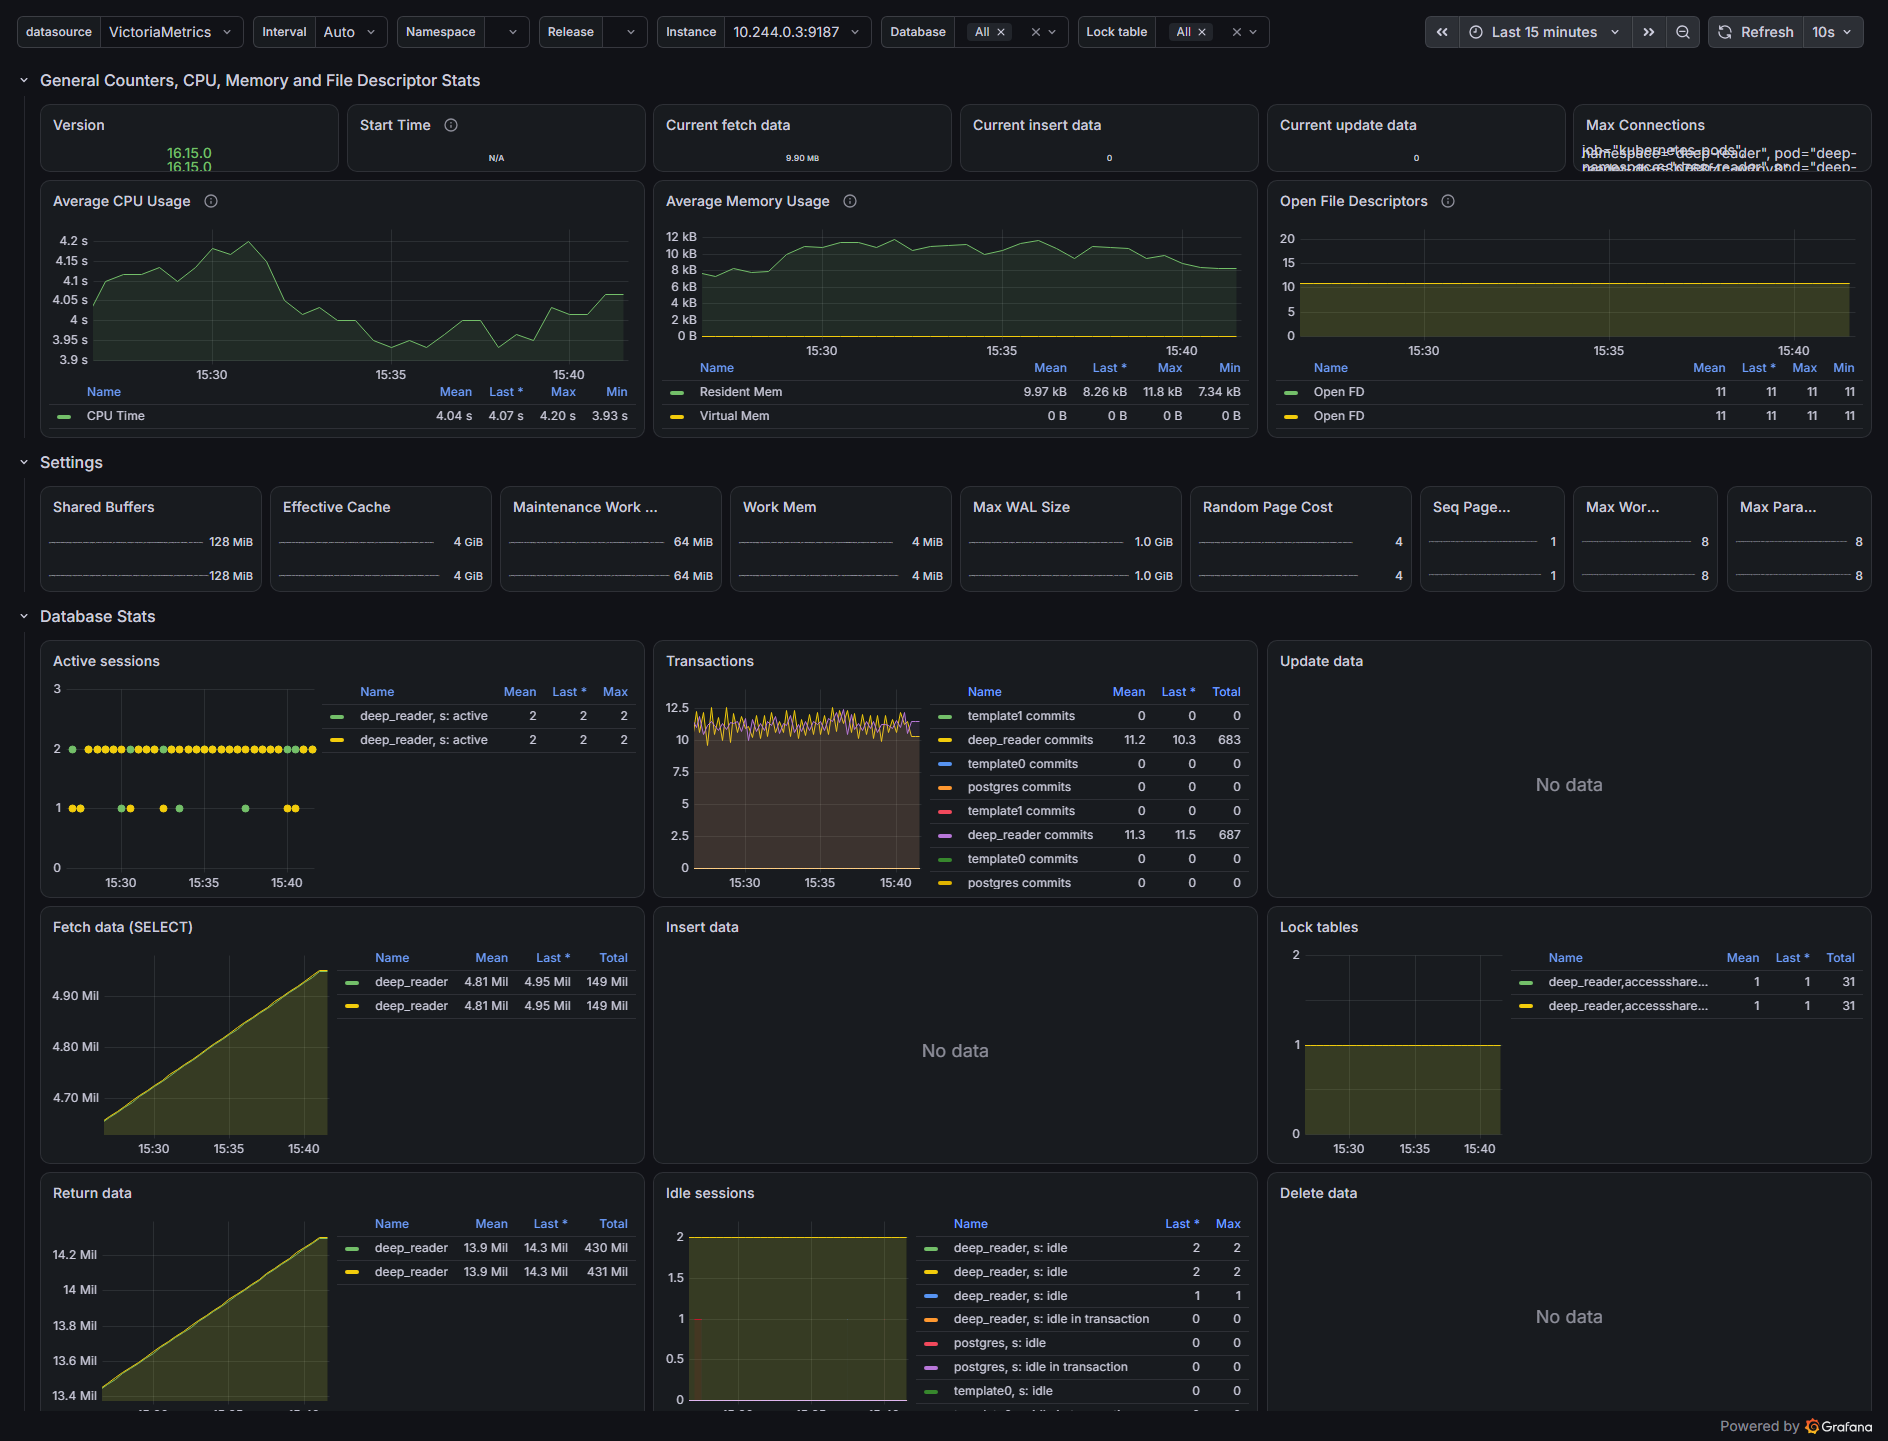 datasource VictoriaMetrics Interval Auto Namespace Release Instance 10.244.0.3:9187 Database All Lock table All Last 15 minutes Refresh 10s
General Counters, CPU, Memory and File Descriptor Stats
Version
16.15.0
16.15.0
Start Time
N/A
Current fetch data
9.90 MB
Current insert data
0
Current update data
0
Max Connections
job="kubernetes-pods",
namespace="deep-reader", pod="deep-
Average CPU Usage
4.2 s
4.15 s
4.1 s
4.05 s
4 s
3.95 s
3.9 s
15:30 15:35 15:40
Name Mean Last * Max Min
CPU Time 4.04 s 4.07 s 4.20 s 3.93 s
Average Memory Usage
12 kB
10 kB
8 kB
6 kB
4 kB
2 kB
0 B
15:30 15:35 15:40
Name Mean Last * Max Min
Resident Mem 9.97 kB 8.26 kB 11.8 kB 7.34 kB
Virtual Mem 0 B 0 B 0 B 0 B
Open File Descriptors
20
15
10
5
0
15:30 15:35 15:40
Name Mean Last * Max Min
Open FD 11 11 11 11
Open FD 11 11 11 11
Settings
Shared Buffers
128 MiB
128 MiB
Effective Cache
4 GiB
4 GiB
Maintenance Work ...
64 MiB
64 MiB
Work Mem
4 MiB
4 MiB
Max WAL Size
1.0 GiB
1.0 GiB
Random Page Cost
4
4
Seq Page...
1
1
Max Wor...
8
8
Max Para...
8
8
Database Stats
Active sessions
3
2
1
0
15:30 15:35 15:40
Name Mean Last * Max
deep_reader, s: active 2 2 2
deep_reader, s: active 2 2 2
Transactions
12.5
10
7.5
5
2.5
0
15:30 15:35 15:40
Name Mean Last * Total
template1 commits 0 0 0
deep_reader commits 11.2 10.3 683
template0 commits 0 0 0
postgres commits 0 0 0
template1 commits 0 0 0
deep_reader commits 11.3 11.5 687
template0 commits 0 0 0
postgres commits 0 0 0
Update data
No data
Fetch data (SELECT)
4.90 Mil
4.80 Mil
4.70 Mil
15:30 15:35 15:40
Name Mean Last * Total
deep_reader 4.81 Mil 4.95 Mil 149 Mil
deep_reader 4.81 Mil 4.95 Mil 149 Mil
Insert data
No data
Lock tables
2
1
0
15:30 15:35 15:40
Name Mean Last * Total
deep_reader,accessshare... 1 1 31
deep_reader,accessshare... 1 1 31
Return data
14.2 Mil
14 Mil
13.8 Mil
13.6 Mil
13.4 Mil
Name Mean Last * Total
deep_reader 13.9 Mil 14.3 Mil 430 Mil
deep_reader 13.9 Mil 14.3 Mil 431 Mil
Idle sessions
2
1.5
1
0.5
0
Name Last * Max
deep_reader, s: idle 2 2
deep_reader, s: idle 2 2
deep_reader, s: idle 1 1
deep_reader, s: idle in transaction 0 0
postgres, s: idle 0 0
postgres, s: idle in transaction 0 0
template0, s: idle 0 0
Delete data
No data
Powered by Grafana